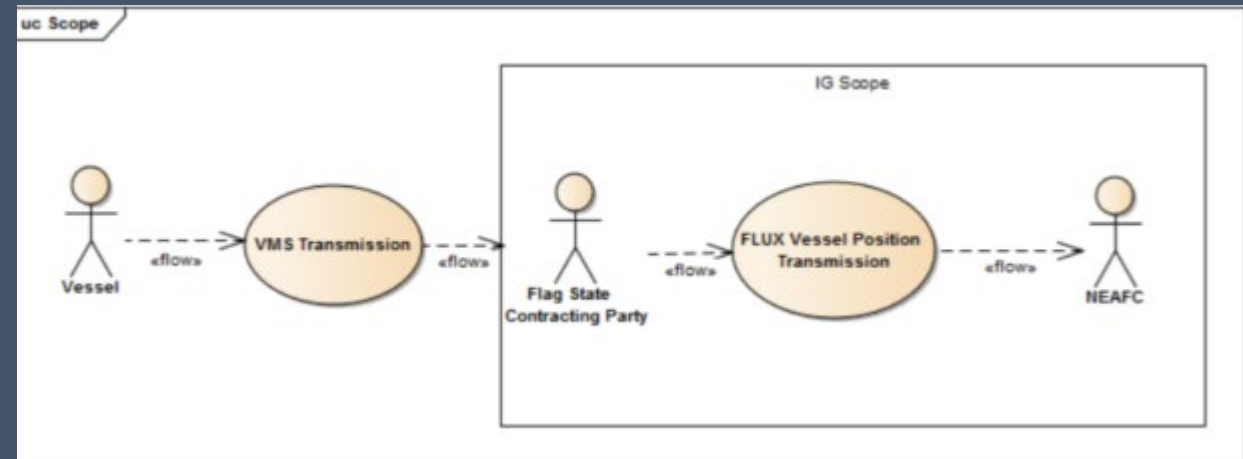 uc Scope
IG Scope
VMS Transmission
FLUX Vessel Position
Transmission
«flow»
«flow»
«flow»
«flow»
Vessel
Flag State
Contracting Party
NEAFC